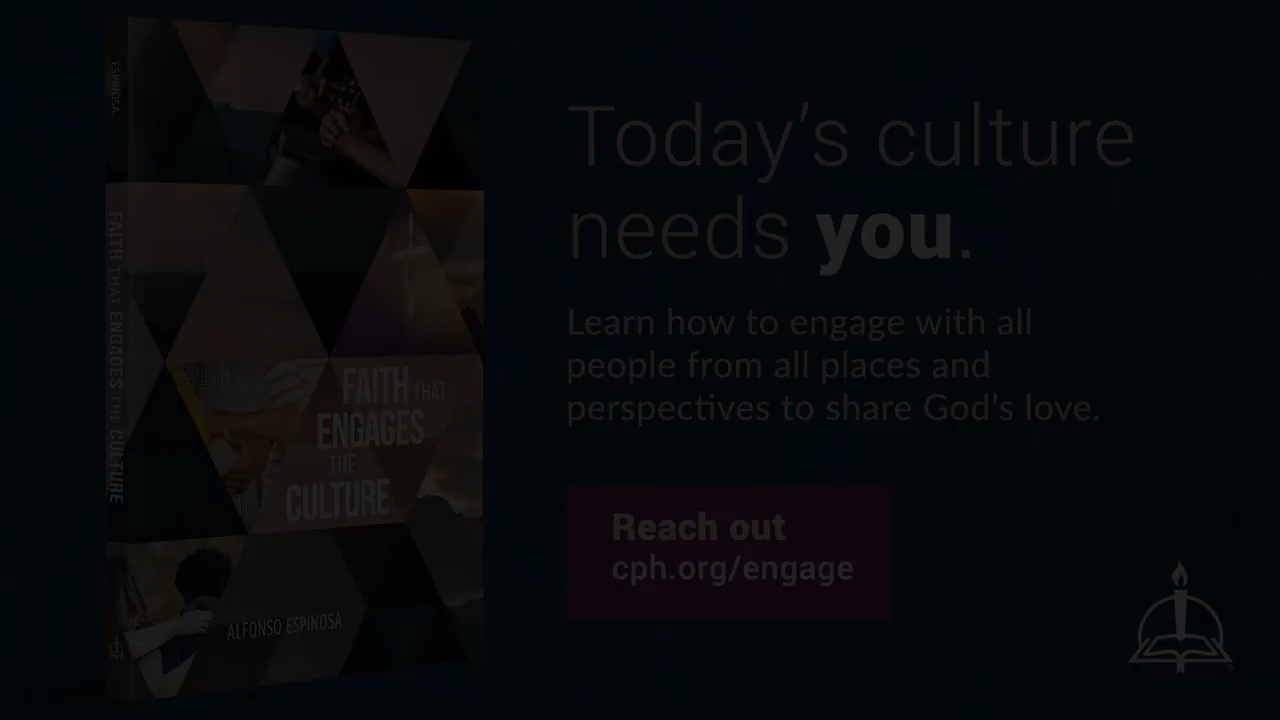 ESPINOSA
FAITH THAT ENGAGES THE CULTURE
FAITH THAT
ENGAGES
THE
CULTURE
ALFONSO ESPINOSA
Today’s culture
needs you.
Learn how to engage with all
people from all places and
perspectives to share God’s love.
Reach out
cph.org/engage